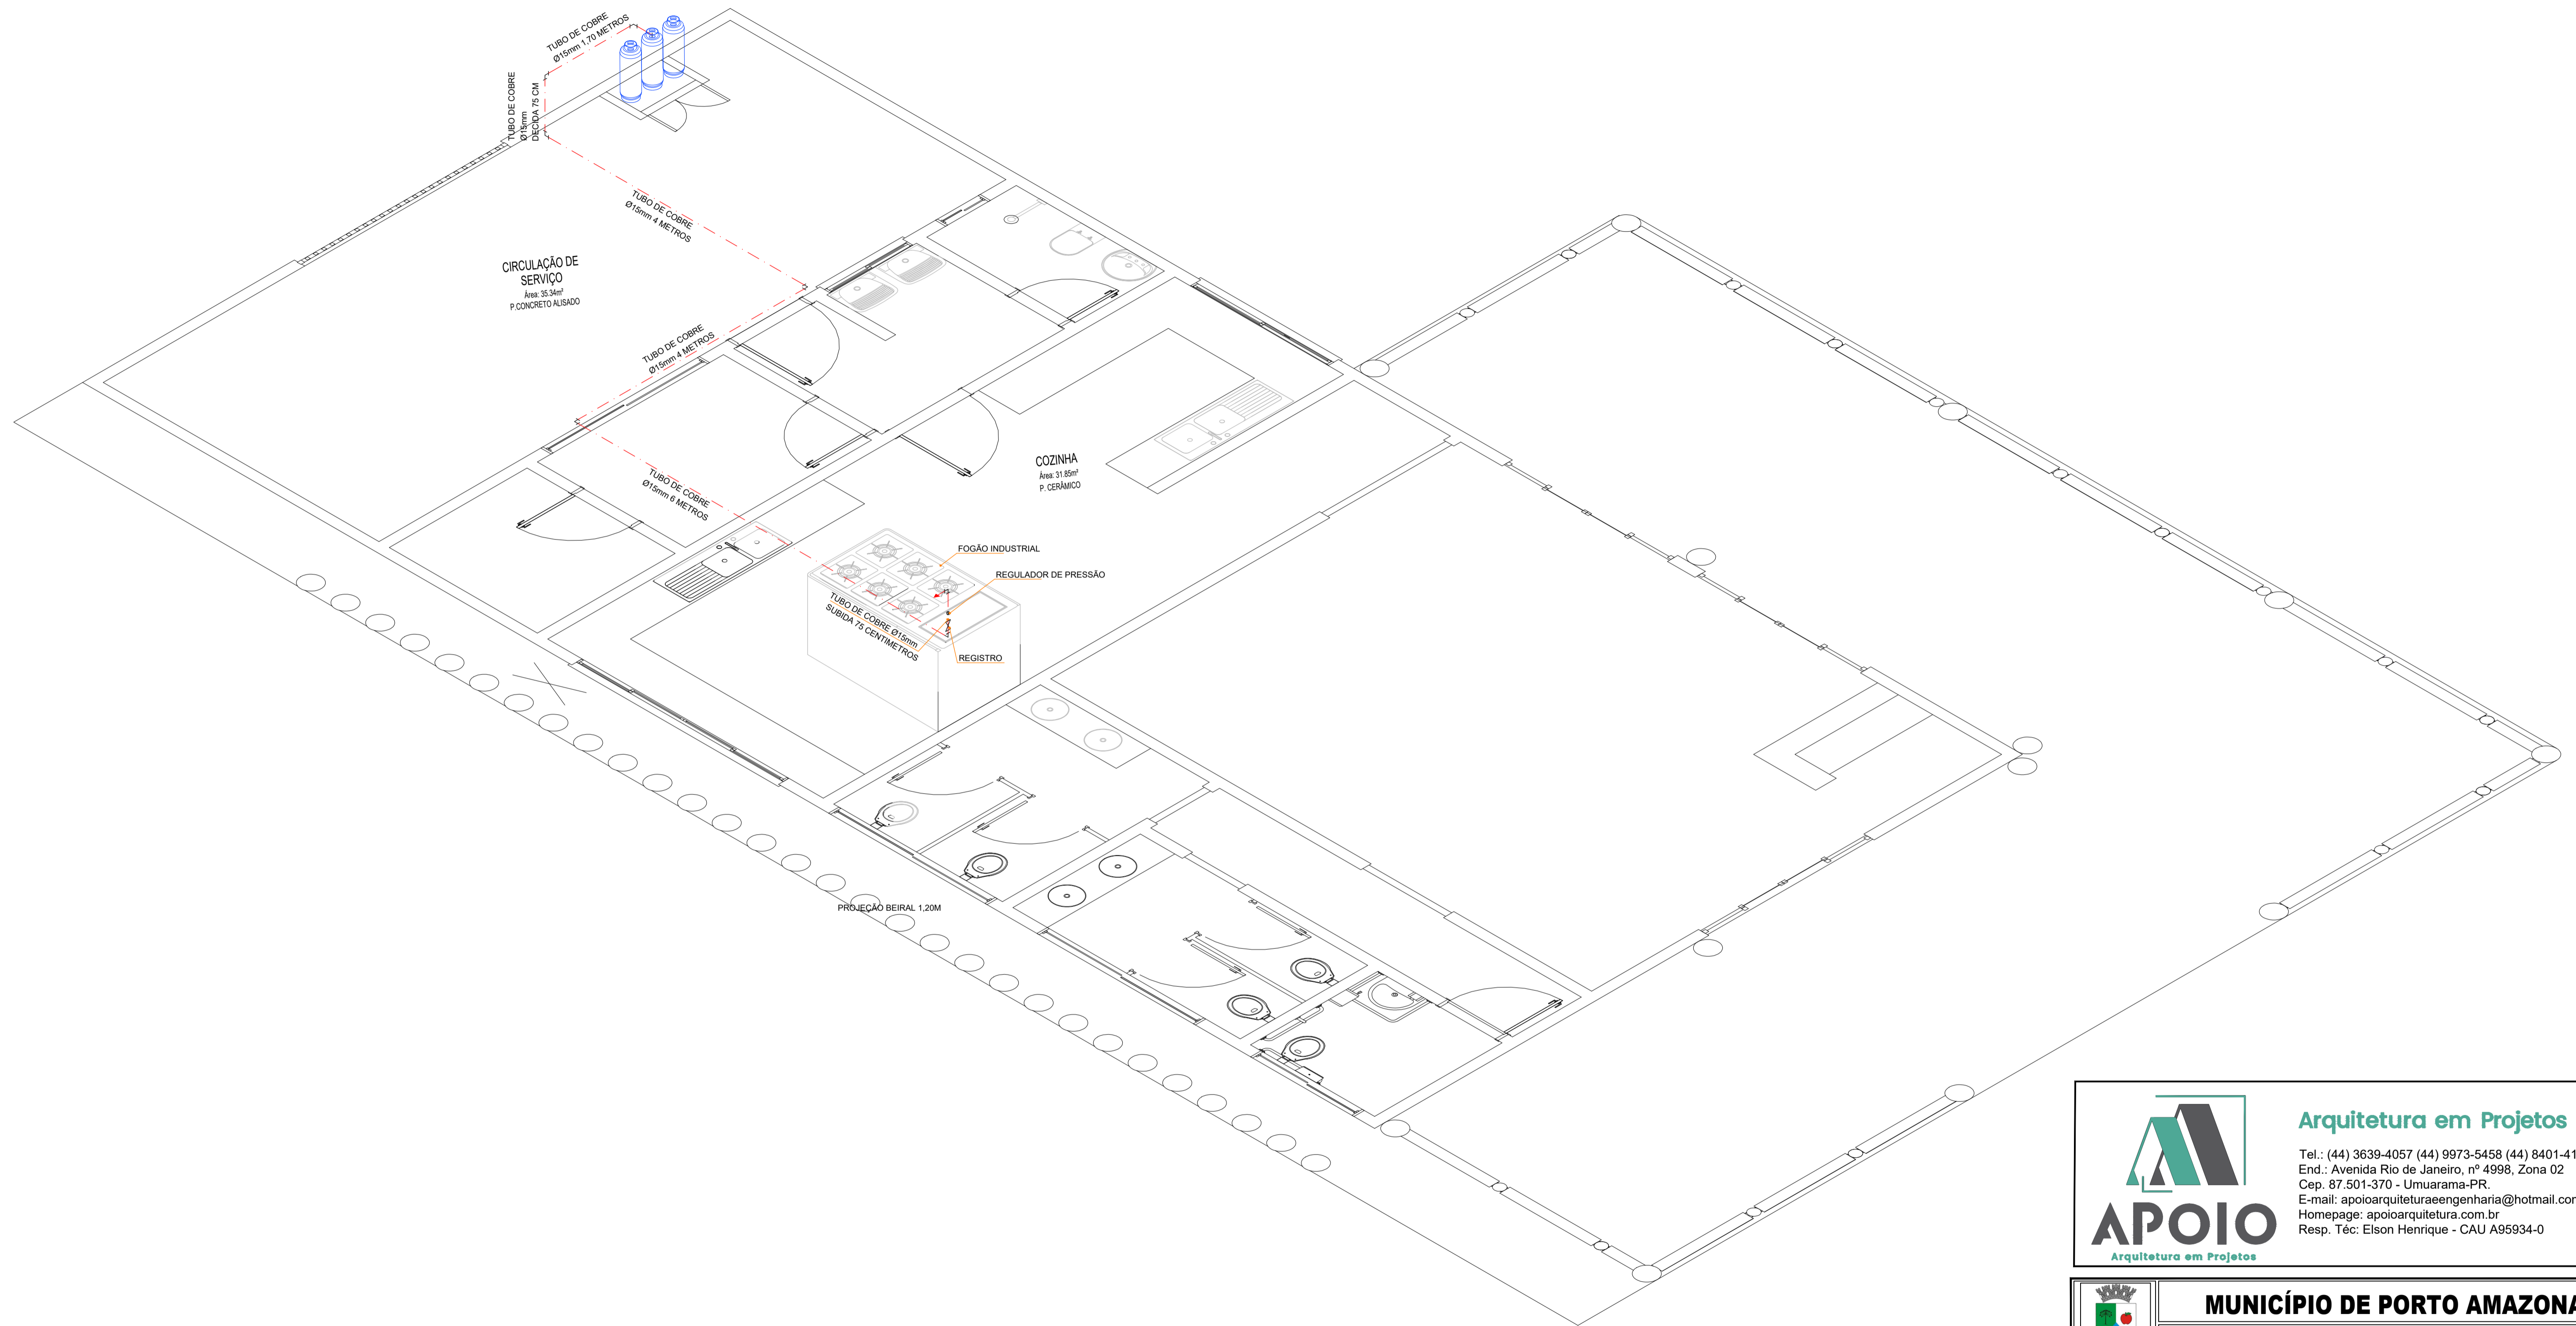 TUBO DE COBRE
Ø15mm 1,70 METROS
TUBO DE COBRE
Ø15mm
DECIDA 75 CM
TUBO DE COBRE
Ø15mm 4 METROS
CIRCULAÇÃO DE
SERVIÇO
Área: 35.34m²
P.CONCRETO ALISADO
TUBO DE COBRE
Ø15mm 4 METROS
COZINHA
Área: 31.85m²
P. CERÂMICO
TUBO DE COBRE
Ø15mm 6 METROS
FOGÃO INDUSTRIAL
REGULADOR DE PRESSÃO
TUBO DE COBRE Ø15mm
SUBIDA 75 CENTIMETROS
REGISTRO
PROJEÇÃO BEIRAL 1,20M
APOIO
Arquitetura em Projetos
Arquitetura em Projetos
Tel.: (44) 3639-4057 (44) 9973-5458 (44) 8401-41
End.: Avenida Rio de Janeiro, nº 4998, Zona 02
Cep. 87.501-370 - Umuarama-PR.
E-mail: apoioarquiteturaeengenharia@hotmail.com
Homepage: apoioarquitetura.com.br
Resp. Téc: Elson Henrique - CAU A95934-0
MUNICÍPIO DE PORTO AMAZONA